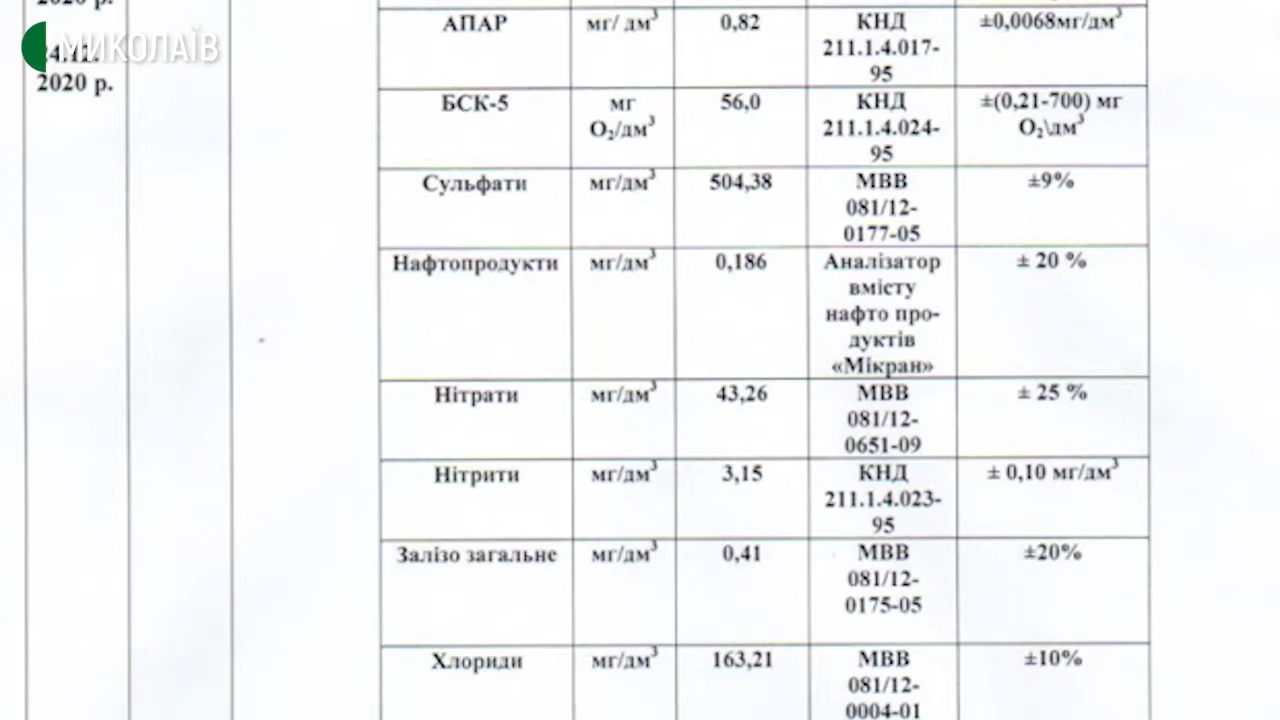 2020 р.
МИКОЛАЇВ
24.12.
2020 р.
АПАР мг/ дм³ 0,82 КНД ±0,0068мг/дм³
211.1.4.017-
95
БСК-5 мг 56,0 КНД ±(0,21-700) мг
О₂/дм³ 211.1.4.024- О₂\дм³
95
Сульфати мг/дм³ 504,38 МВВ ±9%
081/12-
0177-05
Нафтопродукти мг/дм³ 0,186 Аналізатор ± 20 %
вмісту
нафто про-
дуктів
«Мікран»
Нітрати мг/дм³ 43,26 МВВ ± 25 %
081/12-
0651-09
Нітрити мг/дм³ 3,15 КНД ± 0,10 мг/дм³
211.1.4.023-
95
Залізо загальне мг/дм³ 0,41 МВВ ±20%
081/12-
0175-05
Хлориди мг/дм³ 163,21 МВВ ±10%
081/12-
0004-01